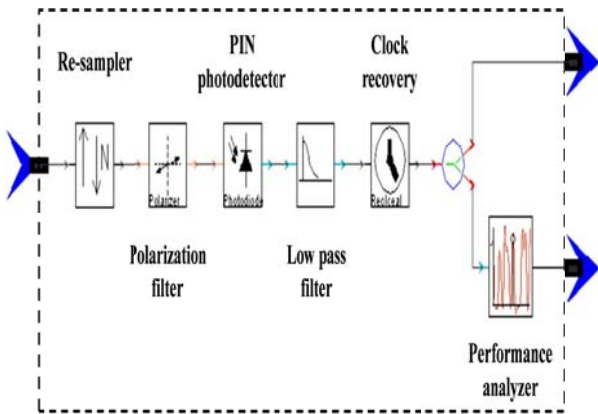 Re-sampler
PIN
photodetector
Clock
recovery
N
Polarizer
Photodiode
Polarization
filter
Low pass
filter
Performance
analyzer